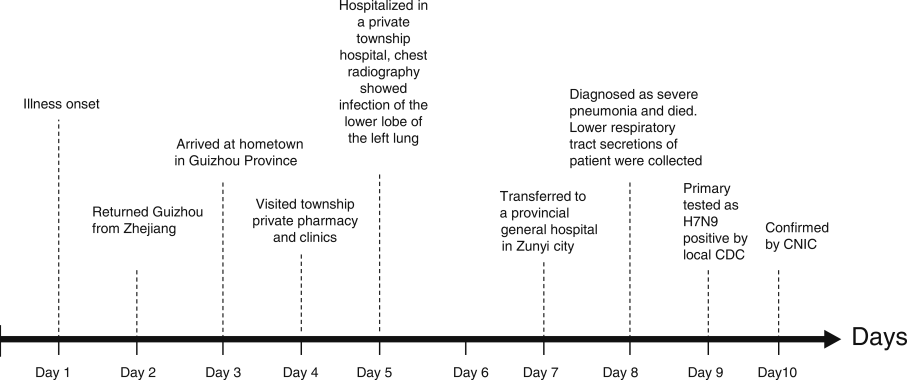 Illness onset
Returned Guizhou
from Zhejiang
Arrived at hometown
in Guizhou Province
Visited township
private pharmacy
and clinics
Hospitalized in
a private
township
hospital, chest
radiography
showed
infection of the
lower lobe of
the left lung
Transferred to
a provincial
general hospital
in Zunyi city
Diagnosed as severe
pneumonia and died.
Lower respiratory
tract secretions of
patient were collected
Primary
tested as
H7N9
positive by
local CDC
Confirmed
by CNIC
Days
Day 1
Day 2
Day 3
Day 4
Day 5
Day 6
Day 7
Day 8
Day 9
Day10